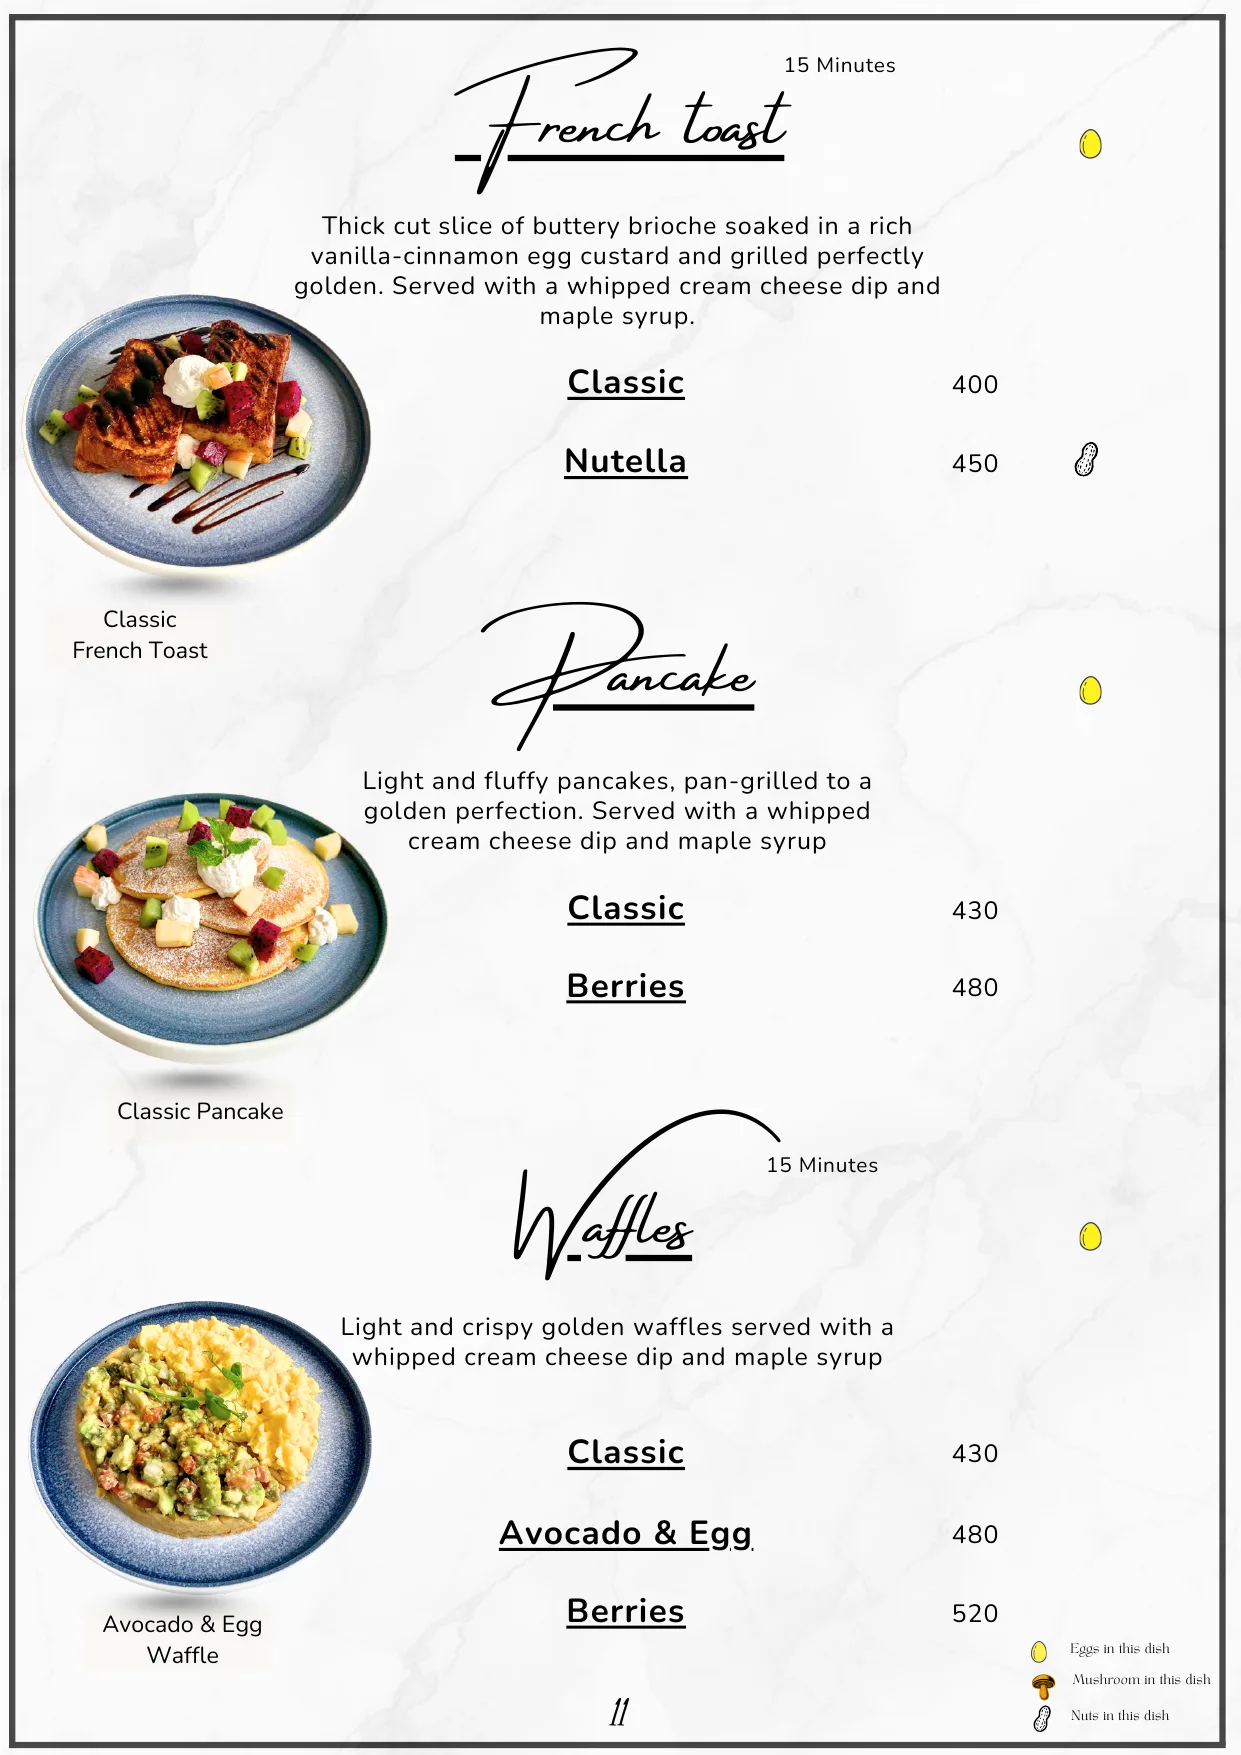 15 Minutes
French toast
Thick cut slice of buttery brioche soaked in a rich
vanilla-cinnamon egg custard and grilled perfectly
golden. Served with a whipped cream cheese dip and
maple syrup.
Classic 400
Nutella 450
Classic
French Toast
Pancake
Light and fluffy pancakes, pan-grilled to a
golden perfection. Served with a whipped
cream cheese dip and maple syrup
Classic 430
Berries 480
Classic Pancake
15 Minutes
Waffles
Light and crispy golden waffles served with a
whipped cream cheese dip and maple syrup
Classic 430
Avocado & Egg 480
Berries 520
Avocado & Egg
Waffle
Eggs in this dish
Mushroom in this dish
Nuts in this dish
11